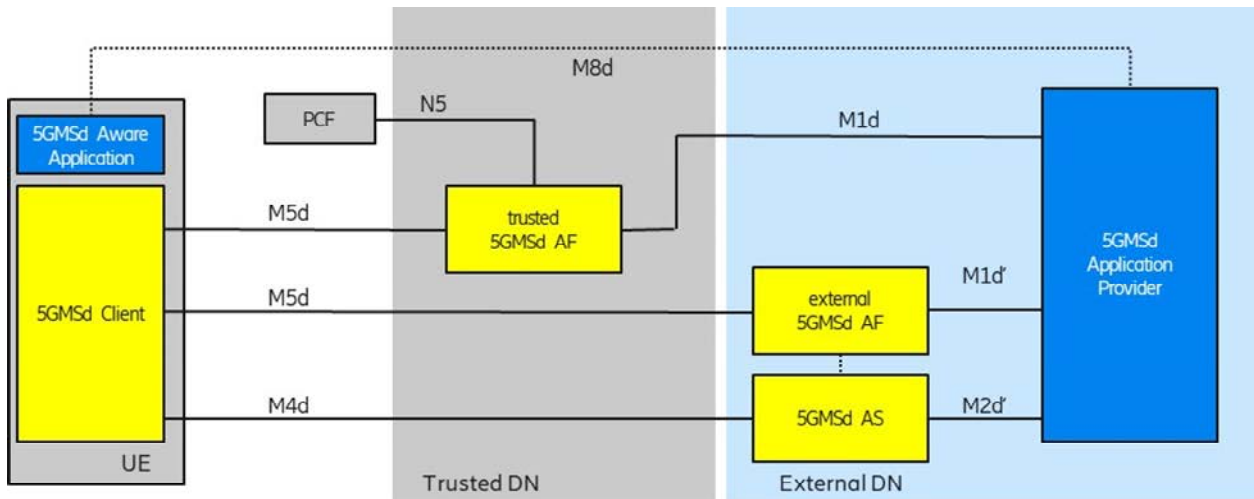 M8d
N5
PCF
M1d
5GMSd Aware
Application
M5d
trusted
5GMSd AF
5GMSd
Application
Provider
M5d
external
5GMSd AF
M1d'
5GMSd Client
M4d
5GMSd AS
M2d'
UE
Trusted DN
External DN